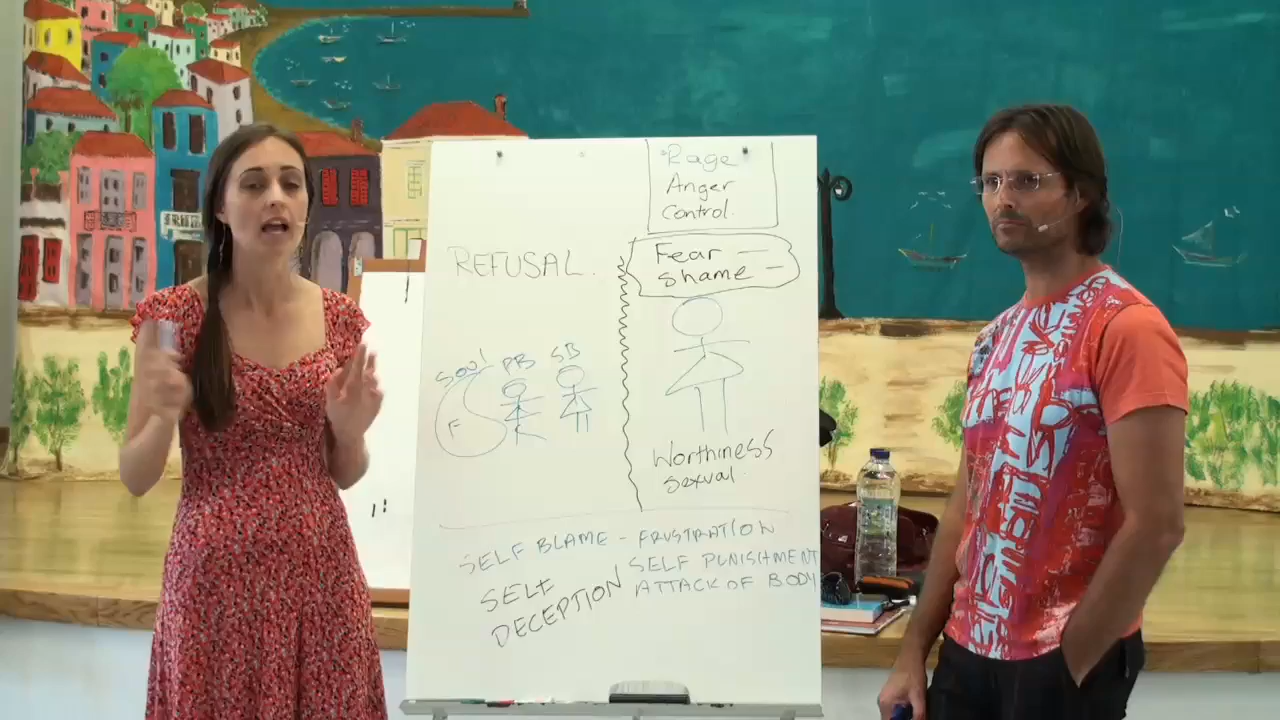 Rage
Anger
Control.
Fear —
shame —
REFUSAL.
500!
PB
SB
F
Worthiness
sexual.
SELF BLAME - FRUSTRATION
SELF DECEPTION
SELF PUNISHMENT
ATTACK OF BODY